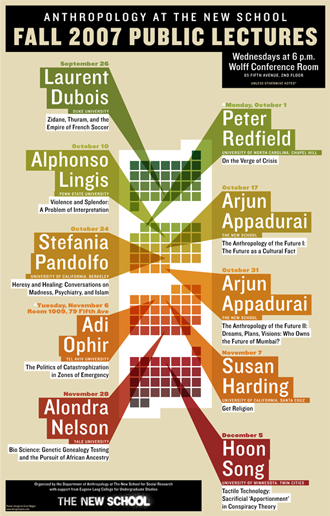 ANTHROPOLOGY AT THE NEW SCHOOL
FALL 2007 PUBLIC LECTURES
Wednesdays at 6 p.m.
Wolff Conference Room
65 FIFTH AVENUE, 2ND FLOOR
UNLESS OTHERWISE NOTED*
September 26
Laurent
Dubois
DUKE UNIVERSITY
Zidane, Thuram, and the
Empire of French Soccer
*Monday, October 1
Peter
Redfield
UNIVERSITY OF NORTH CAROLINA, CHAPEL HILL
On the Verge of Crisis
October 10
Alphonso
Lingis
PENN STATE UNIVERSITY
Violence and Splendor:
A Problem of Interpretation
October 17
Arjun
Appadurai
THE NEW SCHOOL
The Anthropology of the Future I:
The Future as a Cultural Fact
October 24
Stefania
Pandolfo
UNIVERSITY OF CALIFORNIA, BERKELEY
Heresy and Healing: Conversations on
Madness, Psychiatry, and Islam
October 31
Arjun
Appadurai
THE NEW SCHOOL
The Anthropology of the Future II:
Dreams, Plans, Visions: Who Owns
the Future of Mumbai?
*Tuesday, November 6
Room 1009, 79 Fifth Ave
Adi
Ophir
TEL AVIV UNIVERSITY
The Politics of Catastrophization
in Zones of Emergency
November 7
Susan
Harding
UNIVERSITY OF CALIFORNIA, SANTA CRUZ
Get Religion
November 28
Alondra
Nelson
YALE UNIVERSITY
Bio Science: Genetic Genealogy Testing
and the Pursuit of African Ancestry
December 5
Hoon
Song
UNIVERSITY OF MINNESOTA, TWIN CITIES
Tactile Technology:
Sacrificial 'Apportionment'
in Conspiracy Theory
Organized by the Department of Anthropology at The New School for Social Research
with support from Eugene Lang College for Undergraduate Studies
THE NEW SCHOOL